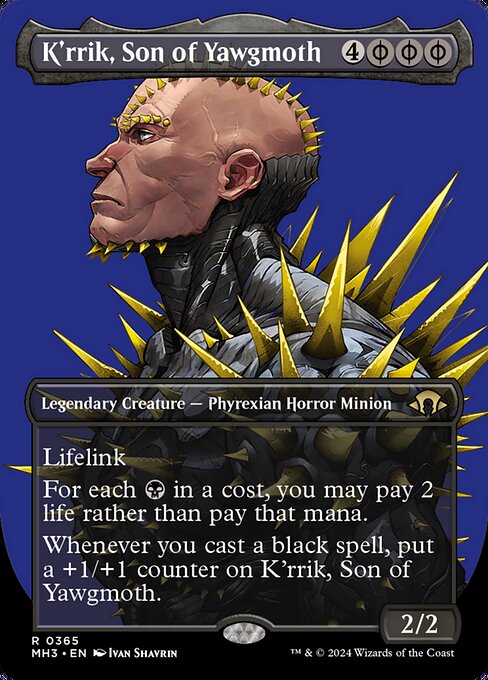 K'rrik, Son of Yawgmoth 4
Legendary Creature — Phyrexian Horror Minion
Lifelink
For each in a cost, you may pay 2
life rather than pay that mana.
Whenever you cast a black spell, put
a +1/+1 counter on K'rrik, Son of
Yawgmoth.
2/2
R 0365
MH3 • EN Ivan Shavrin
™ & © 2024 Wizards of the Coast